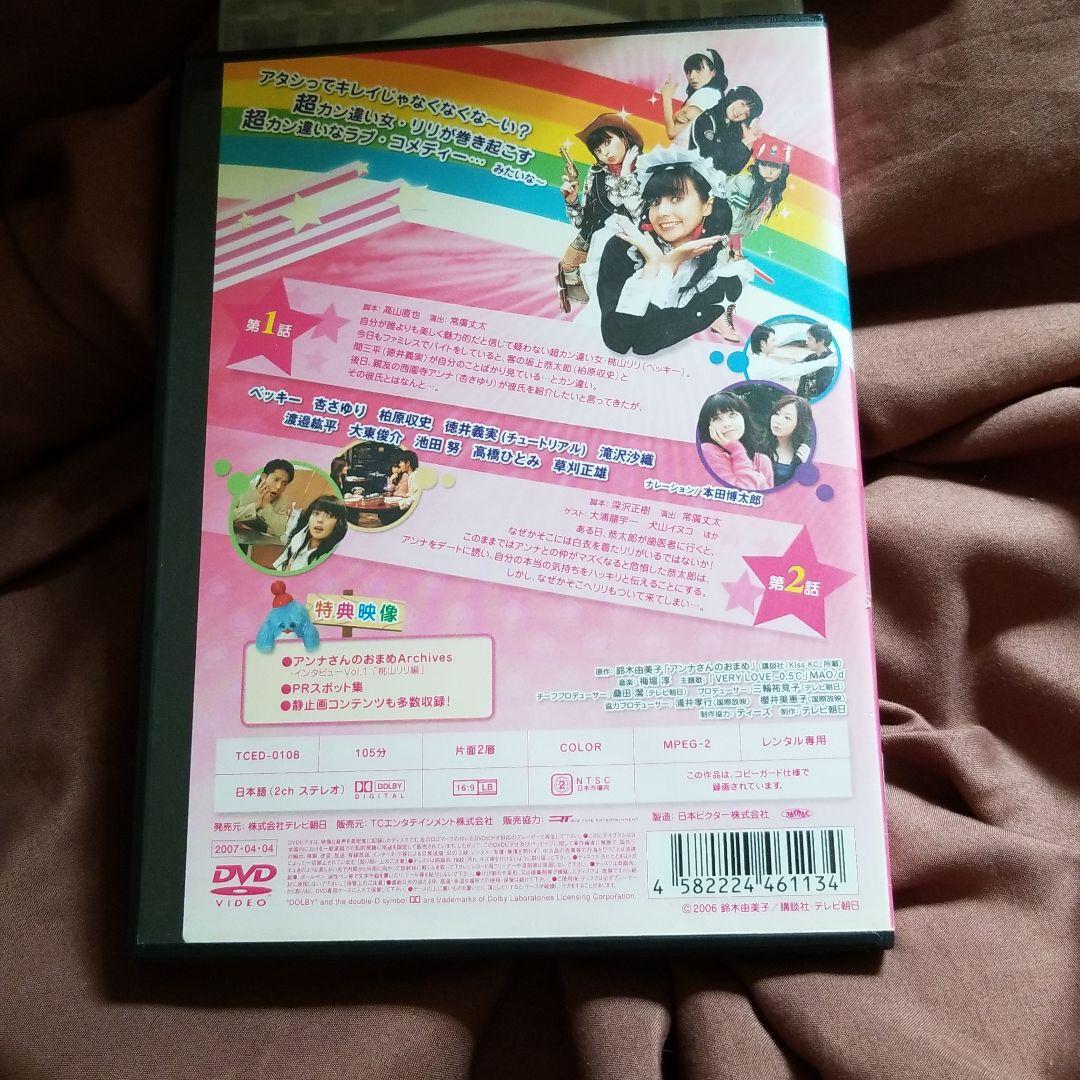 アタシってキレイじゃなくなくな〜い?
超カン違い女・リリが巻き起こす
超カン違いなラブ・コメディー… みたいな〜
第1話
脚本:高山直也 演出:常廣丈太
自分が誰よりも美しく魅力的だと信じて疑わない超カン違い女・桃山リリ(ベッキー)。
今日もファミレスでバイトをしていると、客の坂上恭太郎(柏原収史)と
間三平(徳井義実)が自分のことばかり見ている…とカン違い。
後日、親友の西園寺アンナ(杏さゆり)が彼氏を紹介したいと言ってきたが、
その彼氏とはなんと…。
ベッキー 杏さゆり 柏原収史 徳井義実(チュートリアル) 滝沢沙織
渡邉紘平 大東俊介 池田 努 高橋ひとみ 草刈正雄
ナレーション/本田博太郎
脚本:深沢正樹 演出:常廣丈太
ゲスト:大浦龍宇一 犬山イヌコ ほか
ある日、恭太郎が歯医者に行くと、
なぜかそこには白衣を着たリリがいるではないか!
このままではアンナとの仲がマズくなると危惧した恭太郎は、
アンナをデートに誘い、自分の本当の気持ちをハッキリと伝えることにする。
しかし、なぜかそこへリリもついて来てしまい…。
第2話
特典映像
●アンナさんのおまめArchives
・インタビューVol.1「桃山リリ編」
●PRスポット集
●静止画コンテンツも多数収録!
原作:鈴木由美子「アンナさんのおまめ」(講談社「Kiss KC」所載)
音楽:梅堀 淳 主題歌:「VERY LOVE -0.5℃」MAO/d
チーフプロデューサー:桑田 潔(テレビ朝日) プロデューサー:三輪祐見子(テレビ朝日)
協力プロデューサー:浦井孝行(国際放映) 櫻井美恵子(国際放映)
制作協力:ティーズ 制作:テレビ朝日
TCED-0108 105分 片面2層 COLOR MPEG-2 レンタル専用
日本語(2ch ステレオ) DOLBY DIGITAL 16:9 LB 2 NTSC 日本市場向 この作品は、コピーガード仕様で
録画されています。
発売元:株式会社テレビ朝日 販売元:TCエンタテインメント株式会社 販売協力: 製造:日本ビクター株式会社
2007・04・04
DVD
VIDEO
"DOLBY" and the double-D symbol are trademarks of Dolby Laboratories Licensing Corporation.
4 582224 461134
©2006 鈴木由美子/講談社・テレビ朝日